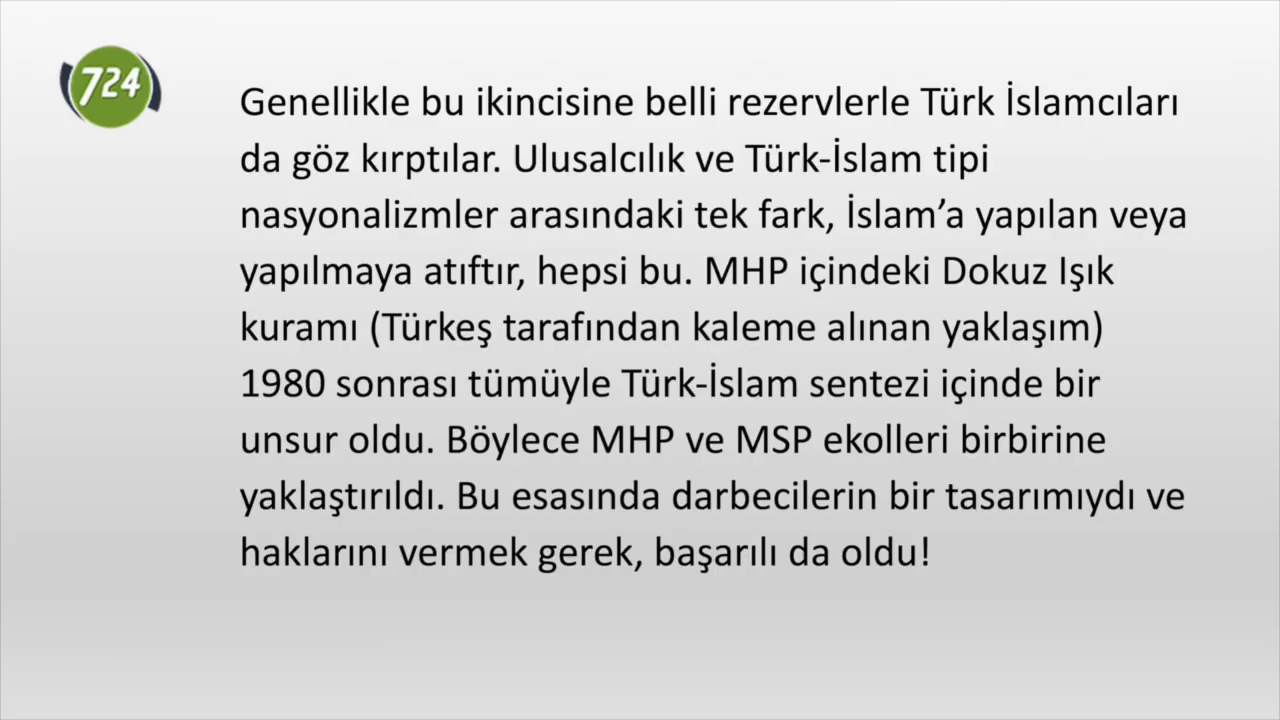 724
Genellikle bu ikincisine belli rezervlerle Türk İslamcıları
da göz kırptılar. Ulusalcılık ve Türk-İslam tipi
nasyonalizmler arasındaki tek fark, İslam’a yapılan veya
yapılmaya atıftır, hepsi bu. MHP içindeki Dokuz Işık
kuramı (Türkeş tarafından kaleme alınan yaklaşım)
1980 sonrası tümüyle Türk-İslam sentezi içinde bir
unsur oldu. Böylece MHP ve MSP ekolleri birbirine
yaklaştırıldı. Bu esasında darbecilerin bir tasarımıydı ve
haklarını vermek gerek, başarılı da oldu!